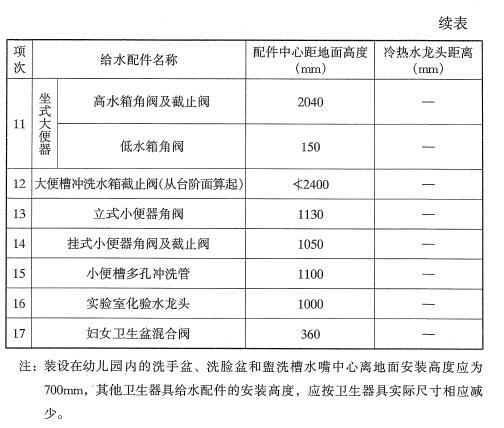 续表
项次 给水配件名称 配件中心距地面高度(mm) 冷热水龙头距离(mm)
11 坐式大便器 高水箱角阀及截止阀 2040 —
低水箱角阀 150 —
12 大便槽冲洗水箱截止阀(从台阶面算起) ≮2400 —
13 立式小便器角阀 1130 —
14 挂式小便器角阀及截止阀 1050 —
15 小便槽多孔冲洗管 1100 —
16 实验室化验水龙头 1000 —
17 妇女卫生盆混合阀 360 —
注：装设在幼儿园内的洗手盆、洗脸盆和盥洗槽水嘴中心离地面安装高度应为
700mm，其他卫生器具给水配件的安装高度，应按卫生器具实际尺寸相应减
少。